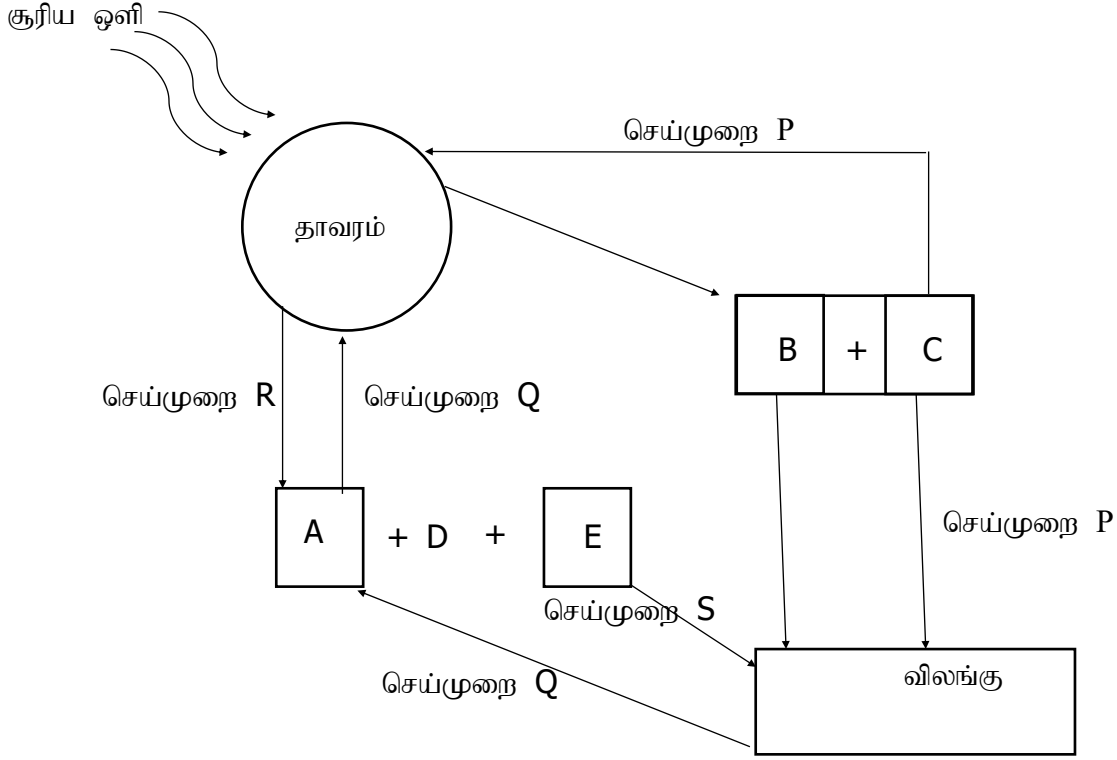 சூரிய ஒளி
செய்முறை P
தாவரம்
B + C
செய்முறை R
செய்முறை Q
A + D + E
செய்முறை P
செய்முறை S
செய்முறை Q
விலங்கு